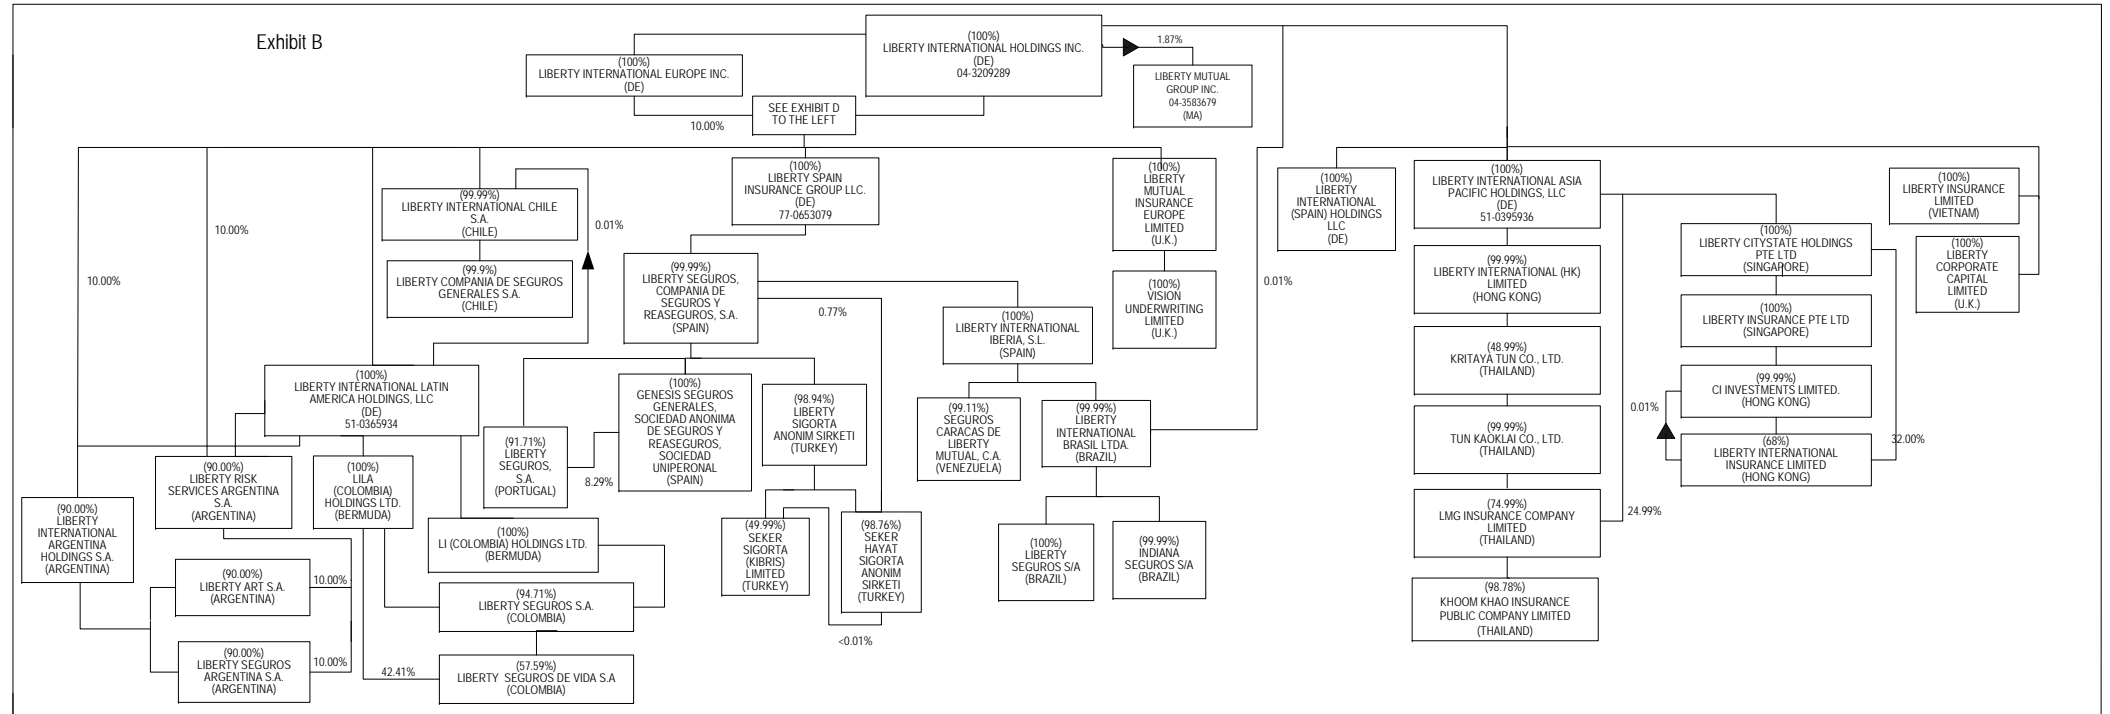 Exhibit B
(100%)
LIBERTY INTERNATIONAL HOLDINGS INC.
(DE)
04-3209289
1.87%
(100%)
LIBERTY INTERNATIONAL EUROPE INC.
(DE)
LIBERTY MUTUAL
GROUP INC.
04-3583679
(MA)
SEE EXHIBIT D
TO THE LEFT
10.00%
(100%)
LIBERTY SPAIN
INSURANCE GROUP LLC.
(DE)
77-0653079
(100%)
LIBERTY
MUTUAL
INSURANCE
EUROPE
LIMITED
(U.K.)
(100%)
LIBERTY
INTERNATIONAL
(SPAIN) HOLDINGS
LLC
(DE)
(100%)
LIBERTY INTERNATIONAL ASIA
PACIFIC HOLDINGS, LLC
(DE)
51-0395936
(100%)
LIBERTY INSURANCE
LIMITED
(VIETNAM)
(99.99%)
LIBERTY INTERNATIONAL CHILE
S.A.
(CHILE)
0.01%
10.00%
(100%)
LIBERTY CITYSTATE HOLDINGS
PTE LTD
(SINGAPORE)
(100%)
LIBERTY
CORPORATE
CAPITAL
LIMITED
(U.K.)
10.00%
(99.9%)
LIBERTY COMPANIA DE SEGUROS
GENERALES S.A.
(CHILE)
(99.99%)
LIBERTY SEGUROS,
COMPANIA DE
SEGUROS Y
REASEGUROS, S.A.
(SPAIN)
0.77%
(100%)
VISION
UNDERWRITING
LIMITED
(U.K.)
0.01%
(99.99%)
LIBERTY INTERNATIONAL (HK)
LIMITED
(HONG KONG)
(100%)
LIBERTY INSURANCE PTE LTD
(SINGAPORE)
(100%)
LIBERTY INTERNATIONAL
IBERIA, S.L.
(SPAIN)
(48.99%)
KRITAYA TUN CO., LTD.
(THAILAND)
(100%)
LIBERTY INTERNATIONAL LATIN
AMERICA HOLDINGS, LLC
(DE)
51-0365934
(100%)
GENESIS SEGUROS
GENERALES,
SOCIEDAD ANONIMA
DE SEGUROS Y
REASEGUROS,
SOCIEDAD
UNIPERONAL
(SPAIN)
(98.94%)
LIBERTY
SIGORTA
ANONIM SIRKETI
(TURKEY)
(99.11%)
SEGUROS
CARACAS DE
LIBERTY
MUTUAL, C.A.
(VENEZUELA)
(99.99%)
LIBERTY
INTERNATIONAL
BRASIL LTDA.
(BRAZIL)
(99.99%)
TUN KAOKLAI CO., LTD.
(THAILAND)
0.01%
(99.99%)
CI INVESTMENTS LIMITED.
(HONG KONG)
(68%)
LIBERTY INTERNATIONAL
INSURANCE LIMITED
(HONG KONG)
32.00%
(91.71%)
LIBERTY
SEGUROS,
S.A.
(PORTUGAL)
8.29%
(90.00%)
LIBERTY RISK
SERVICES ARGENTINA
S.A.
(ARGENTINA)
(100%)
LILA
(COLOMBIA)
HOLDINGS LTD.
(BERMUDA)
(90.00%)
LIBERTY
INTERNATIONAL
ARGENTINA
HOLDINGS S.A.
(ARGENTINA)
(100%)
LI (COLOMBIA) HOLDINGS LTD.
(BERMUDA)
(49.99%)
SEKER
SIGORTA
(KIBRIS)
LIMITED
(TURKEY)
(98.76%)
SEKER
HAYAT
SIGORTA
ANONIM
SIRKETI
(TURKEY)
<0.01%
(100%)
LIBERTY
SEGUROS S/A
(BRAZIL)
(99.99%)
INDIANA
SEGUROS S/A
(BRAZIL)
(74.99%)
LMG INSURANCE COMPANY
LIMITED
(THAILAND)
24.99%
(98.78%)
KHOOM KHAO INSURANCE
PUBLIC COMPANY LIMITED
(THAILAND)
(90.00%)
LIBERTY ART S.A.
(ARGENTINA)
10.00%
(94.71%)
LIBERTY SEGUROS S.A.
(COLOMBIA)
(90.00%)
LIBERTY SEGUROS
ARGENTINA S.A.
(ARGENTINA)
10.00%
42.41%
(57.59%)
LIBERTY SEGUROS DE VIDA S.A
(COLOMBIA)